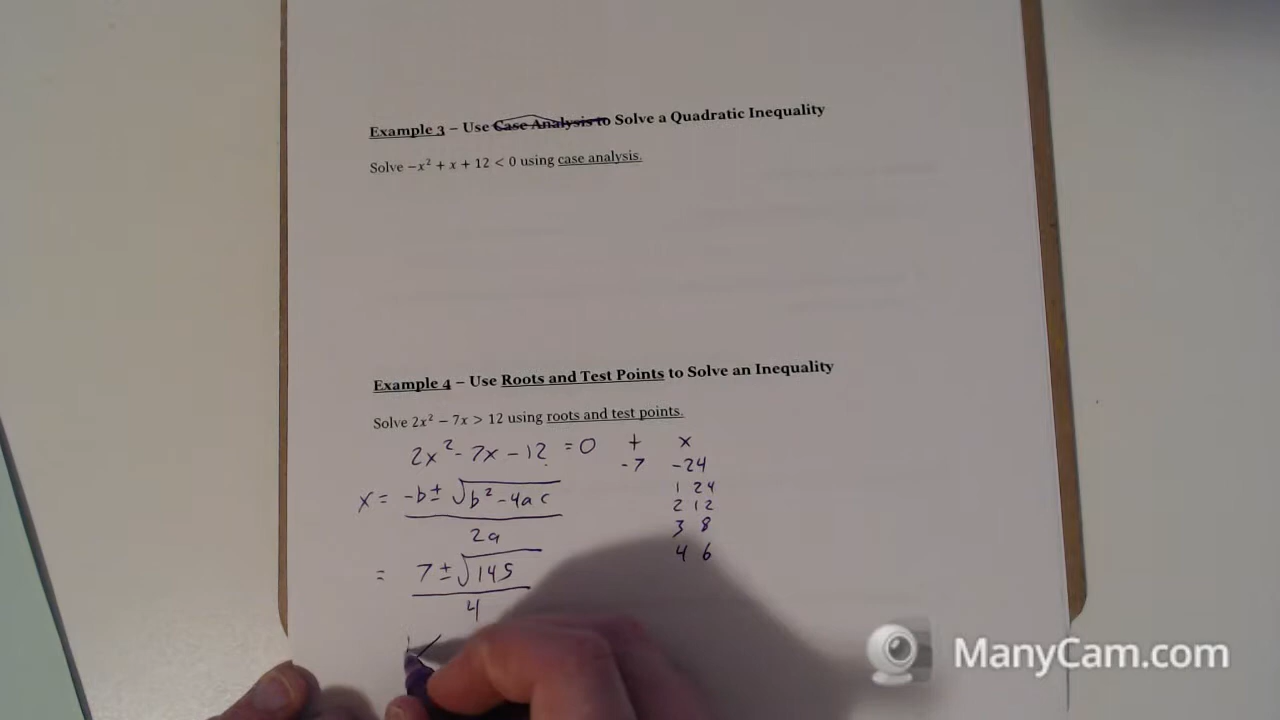 Example 3 – Use Case Analysis to Solve a Quadratic Inequality
Solve −x² + x + 12 < 0 using case analysis.
Example 4 – Use Roots and Test Points to Solve an Inequality
Solve 2x² − 7x > 12 using roots and test points.
2x² - 7x - 12 = 0 + x
-7 -24
x = -b ± √b² - 4ac 1 24
2 12
2a 3 8
= 7 ± √145 4 6
4
ManyCam.com